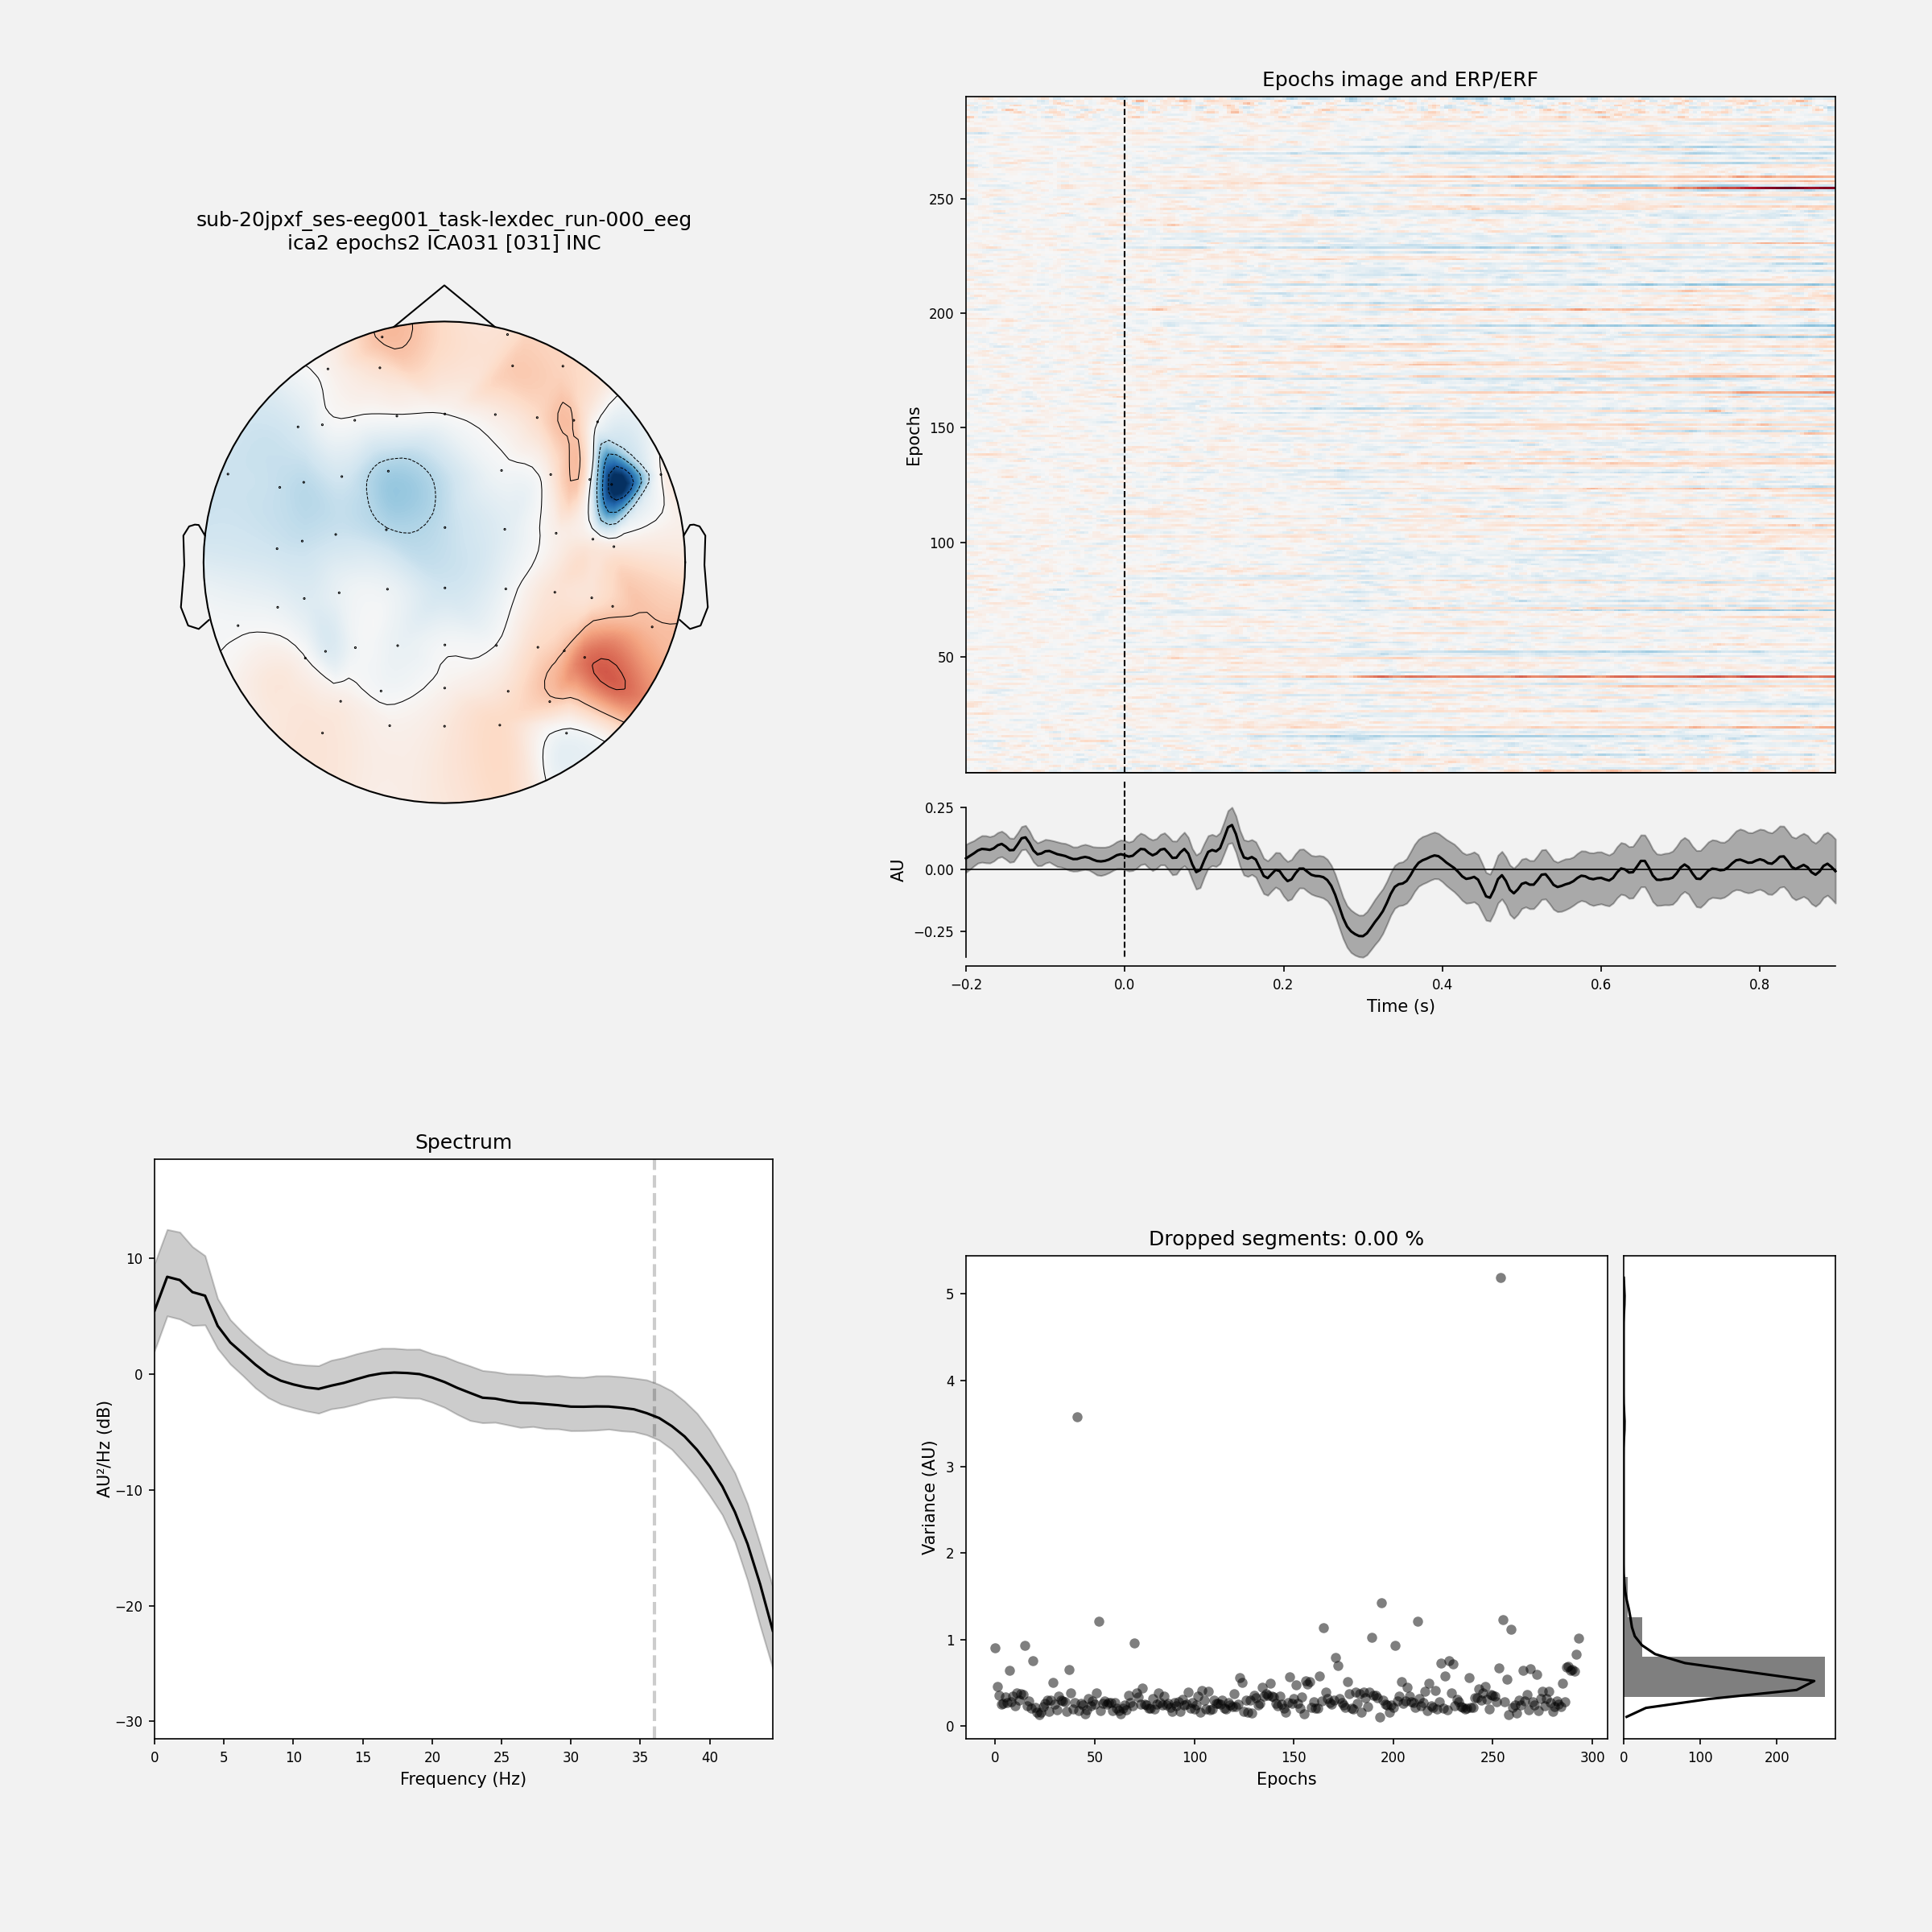 sub-20jpxf_ses-eeg001_task-lexdec_run-000_eeg
ica2 epochs2 ICA031 [031] INC
Epochs image and ERP/ERF
Epochs
250
200
150
100
50
AU
0.25
0.00
−0.25
−0.2 0.0 0.2 0.4 0.6 0.8
Time (s)
Spectrum
AU²/Hz (dB)
10
0
−10
−20
−30
0 5 10 15 20 25 30 35 40
Frequency (Hz)
Dropped segments: 0.00 %
Variance (AU)
5
4
3
2
1
0
0 50 100 150 200 250 300
Epochs
0 100 200